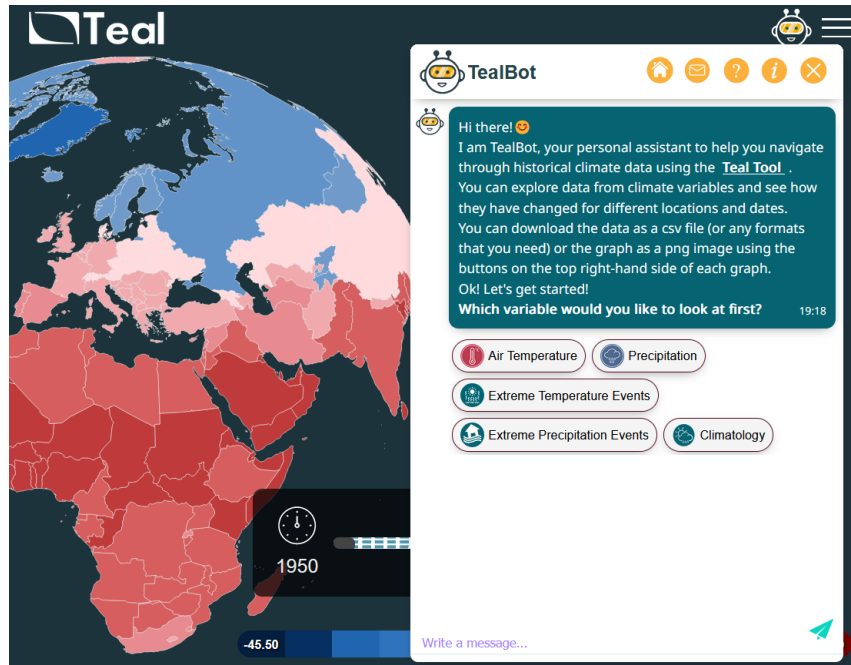 Teal
TealBot
Hi there!😊
I am TealBot, your personal assistant to help you navigate
through historical climate data using the Teal Tool .
You can explore data from climate variables and see how
they have changed for different locations and dates.
You can download the data as a csv file (or any formats
that you need) or the graph as a png image using the
buttons on the top right-hand side of each graph.
Ok! Let's get started!
Which variable would you like to look at first? 19:18
Air Temperature Precipitation
Extreme Temperature Events
Extreme Precipitation Events Climatology
1950
-45.50
Write a message...